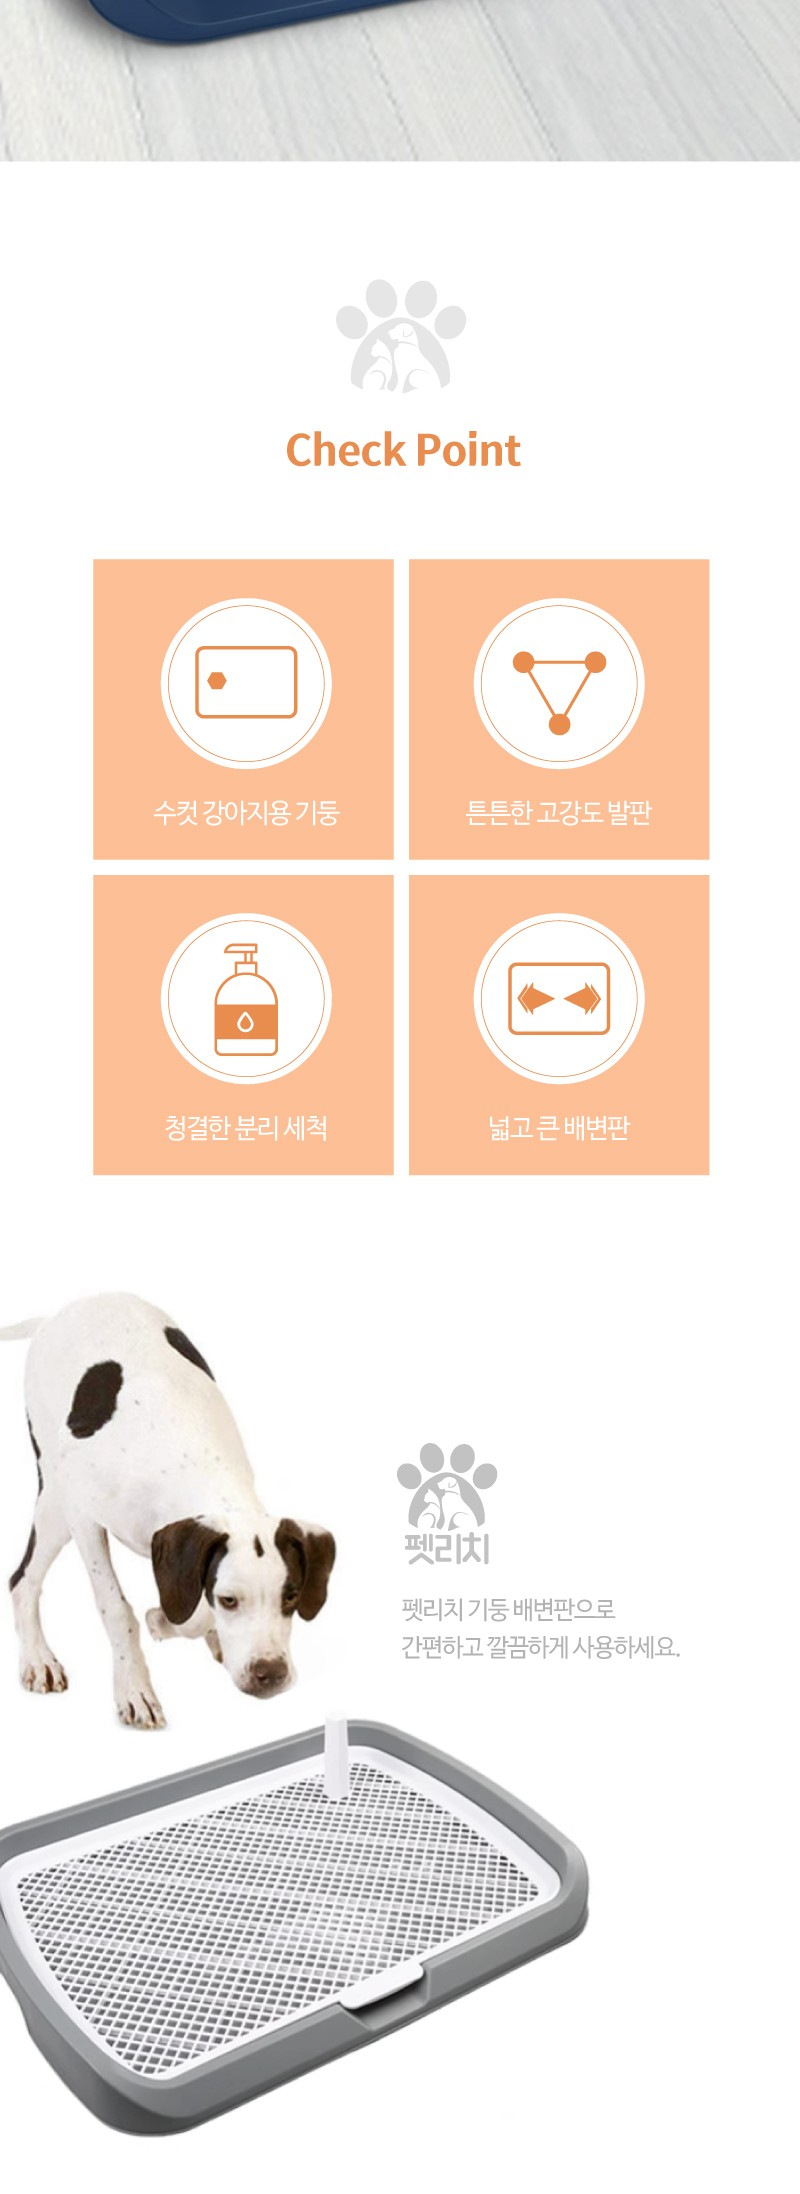 Check Point
수컷 강아지용 기둥
튼튼한 고강도 발판
청결한 분리 세척
넓고 큰 배변판
펫리치
펫리치 기둥 배변판으로
간편하고 깔끔하게 사용하세요.